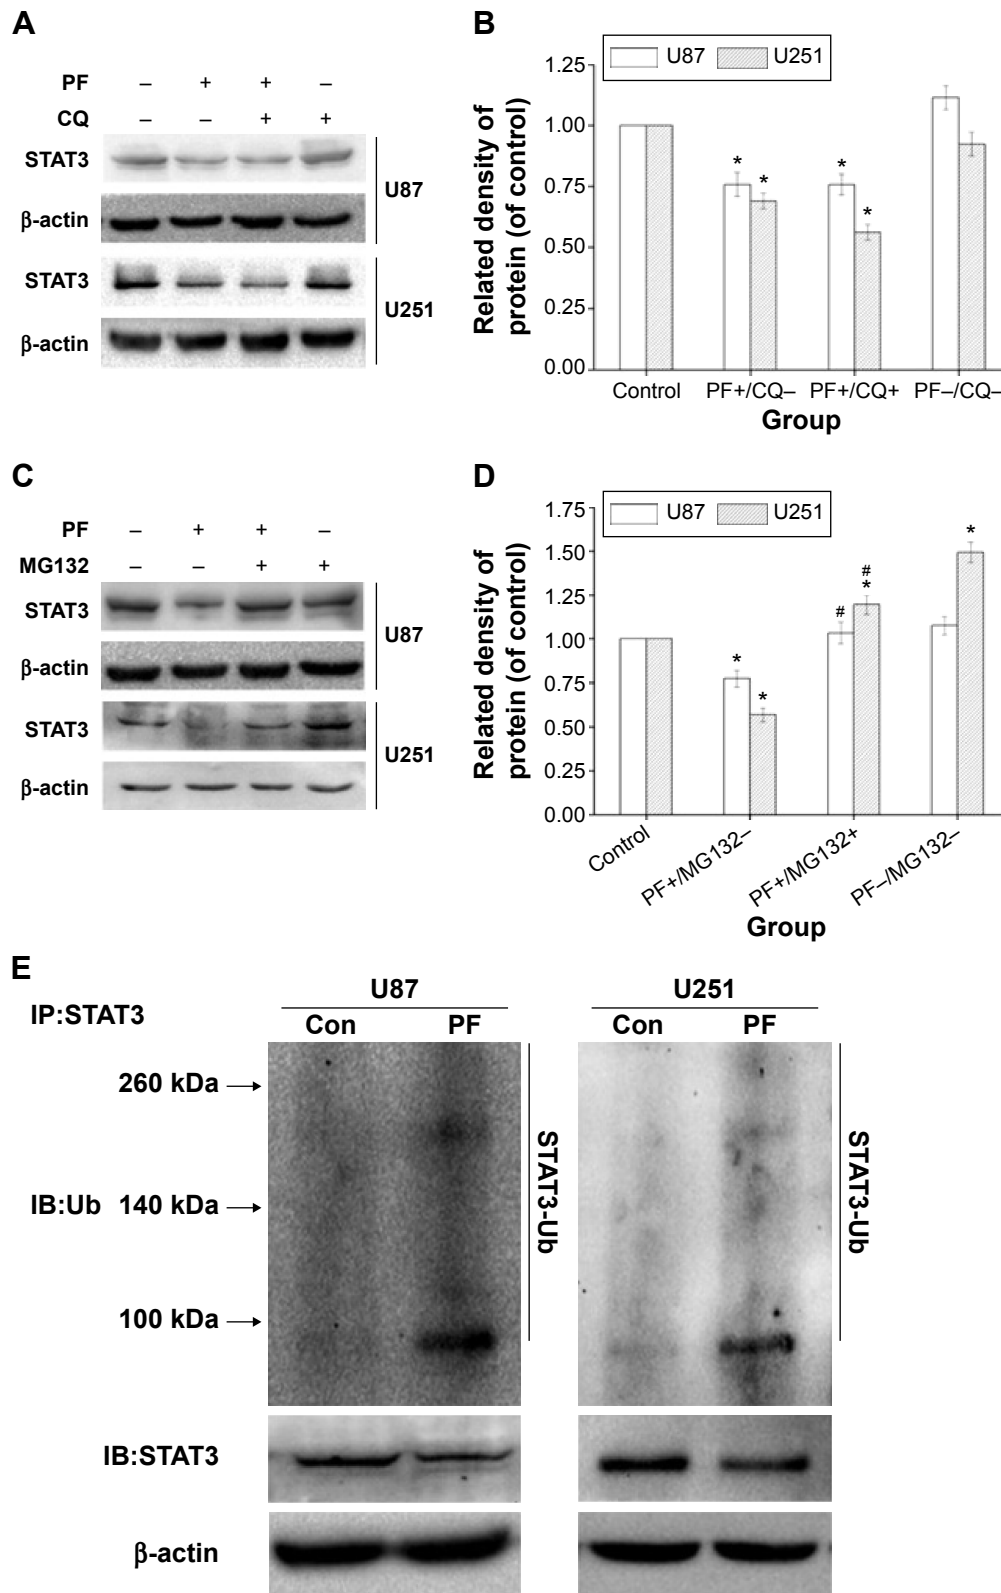 A
PF – + + –
CQ – – + +
STAT3
β-actin
U87
STAT3
β-actin
U251
B
U87 U251
Related density of
protein (of control)
1.25
1.00
0.75
0.50
0.25
0.00
* * * *
Control PF+/CQ– PF+/CQ+ PF–/CQ–
Group
C
PF – + + –
MG132 – – + +
STAT3
β-actin
U87
STAT3
β-actin
U251
D
U87 U251
Related density of
protein (of control)
1.75
1.50
1.25
1.00
0.75
0.50
0.25
0.00
* * # # * *
Control PF+/MG132– PF+/MG132+ PF–/MG132–
Group
E
IP:STAT3
U87 U251
Con PF Con PF
260 kDa
IB:Ub 140 kDa
100 kDa
STAT3-Ub
STAT3-Ub
IB:STAT3
β-actin